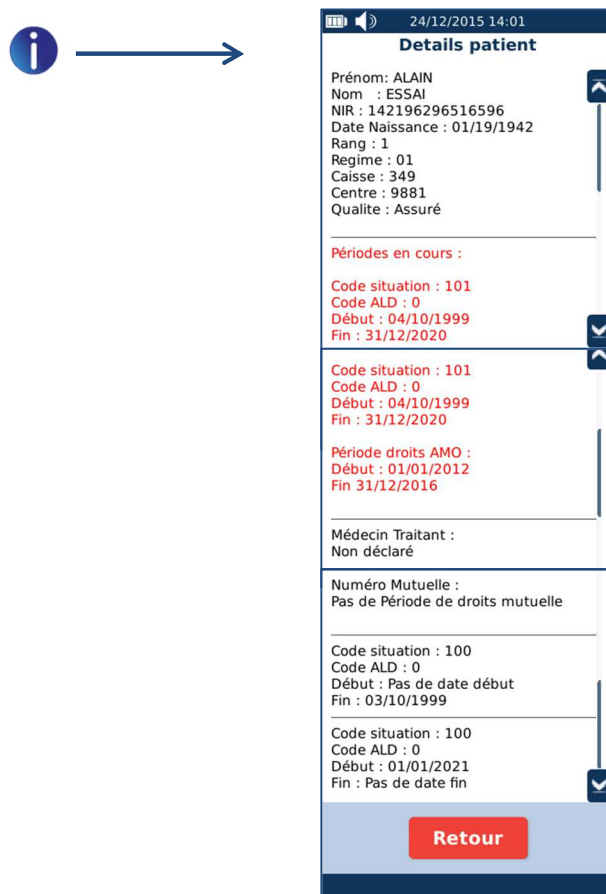 i
24/12/2015 14:01
Details patient
Prénom: ALAIN
Nom : ESSAI
NIR : 142196296516596
Date Naissance : 01/19/1942
Rang : 1
Regime : 01
Caisse : 349
Centre : 9881
Qualite : Assuré
Périodes en cours :
Code situation : 101
Code ALD : 0
Début : 04/10/1999
Fin : 31/12/2020
Code situation : 101
Code ALD : 0
Début : 04/10/1999
Fin : 31/12/2020
Période droits AMO :
Début : 01/01/2012
Fin 31/12/2016
Médecin Traitant :
Non déclaré
Numéro Mutuelle :
Pas de Période de droits mutuelle
Code situation : 100
Code ALD : 0
Début : Pas de date début
Fin : 03/10/1999
Code situation : 100
Code ALD : 0
Début : 01/01/2021
Fin : Pas de date fin
Retour